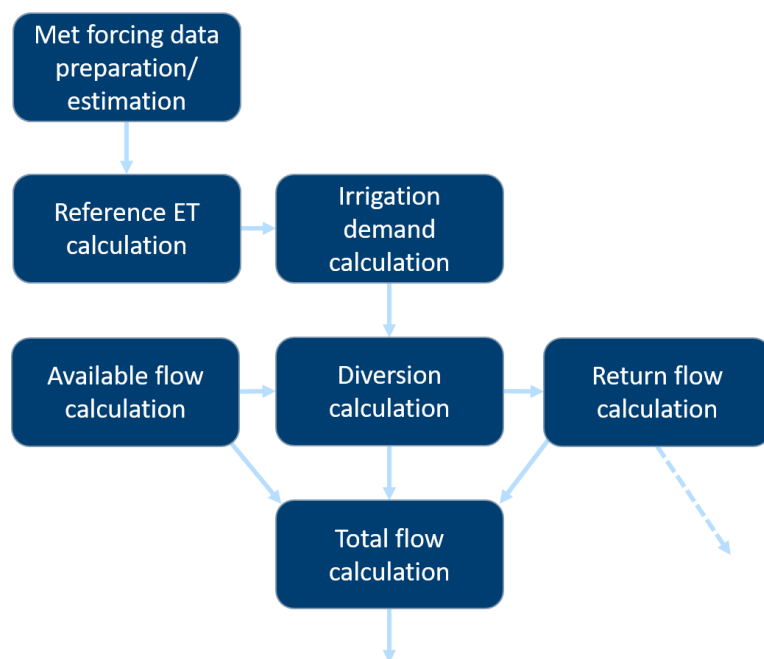 Met forcing data
preparation/
estimation
Reference ET
calculation
Irrigation
demand
calculation
Available flow
calculation
Diversion
calculation
Return flow
calculation
Total flow
calculation